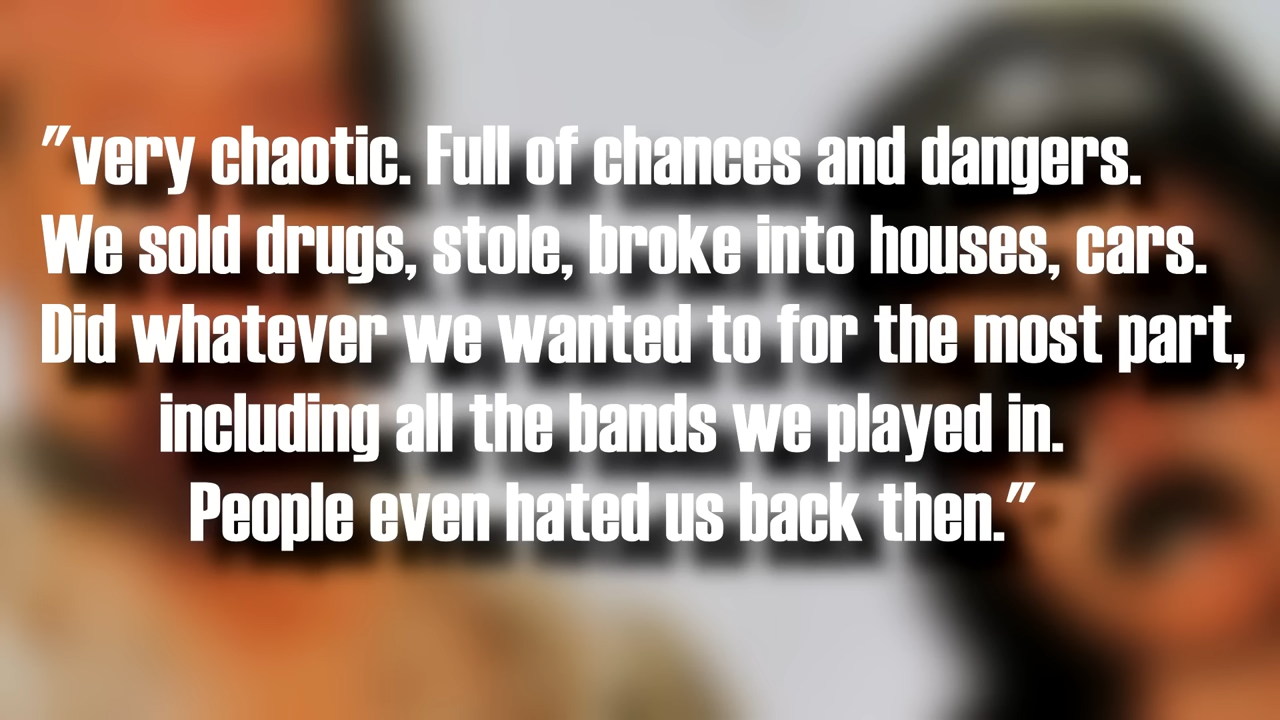 "very chaotic. Full of chances and dangers.
We sold drugs, stole, broke into houses, cars.
Did whatever we wanted to for the most part,
including all the bands we played in.
People even hated us back then."